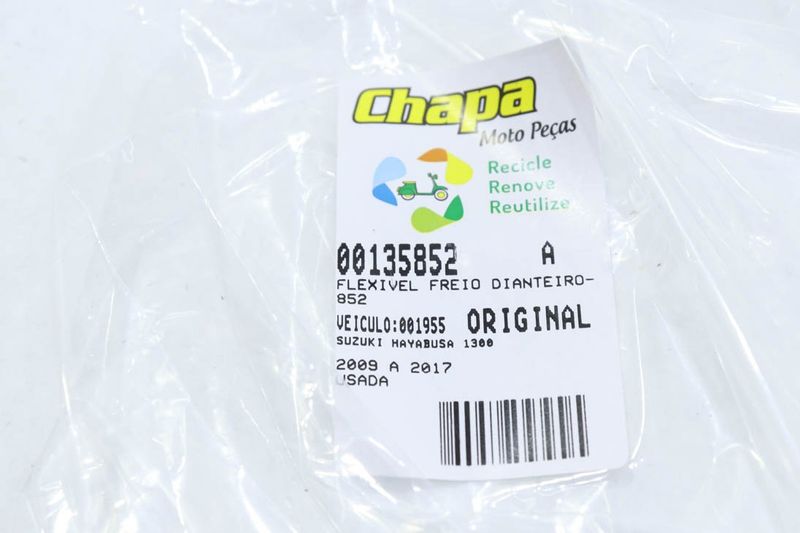 Chapa
Moto Peças
Recicle
Renove
Reutilize
00135852 A
FLEXIVEL FREIO DIANTEIRO-
852
VEICULO:001955 ORIGINAL
SUZUKI HAYABUSA 1300
2009 A 2017
USADA